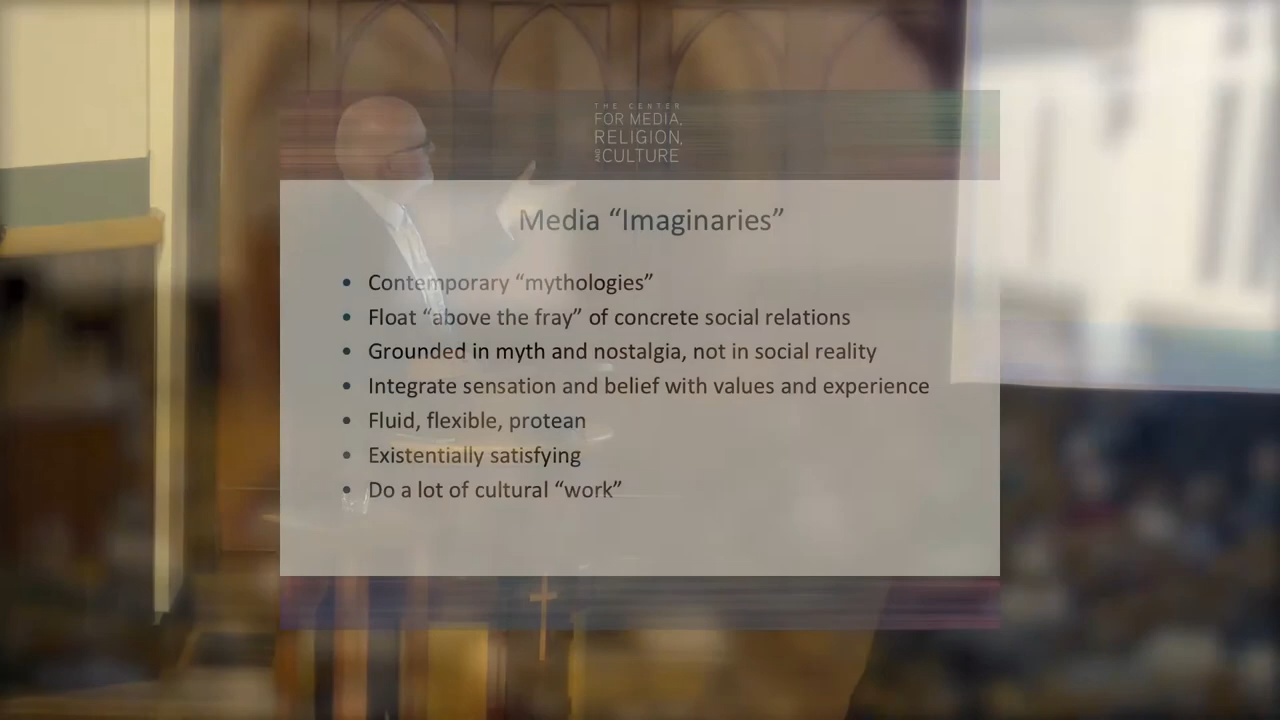 THE CENTER
FOR MEDIA,
RELIGION,
AND CULTURE
Media “Imaginaries”
• Contemporary “mythologies”
• Float “above the fray” of concrete social relations
• Grounded in myth and nostalgia, not in social reality
• Integrate sensation and belief with values and experience
• Fluid, flexible, protean
• Existentially satisfying
• Do a lot of cultural “work”